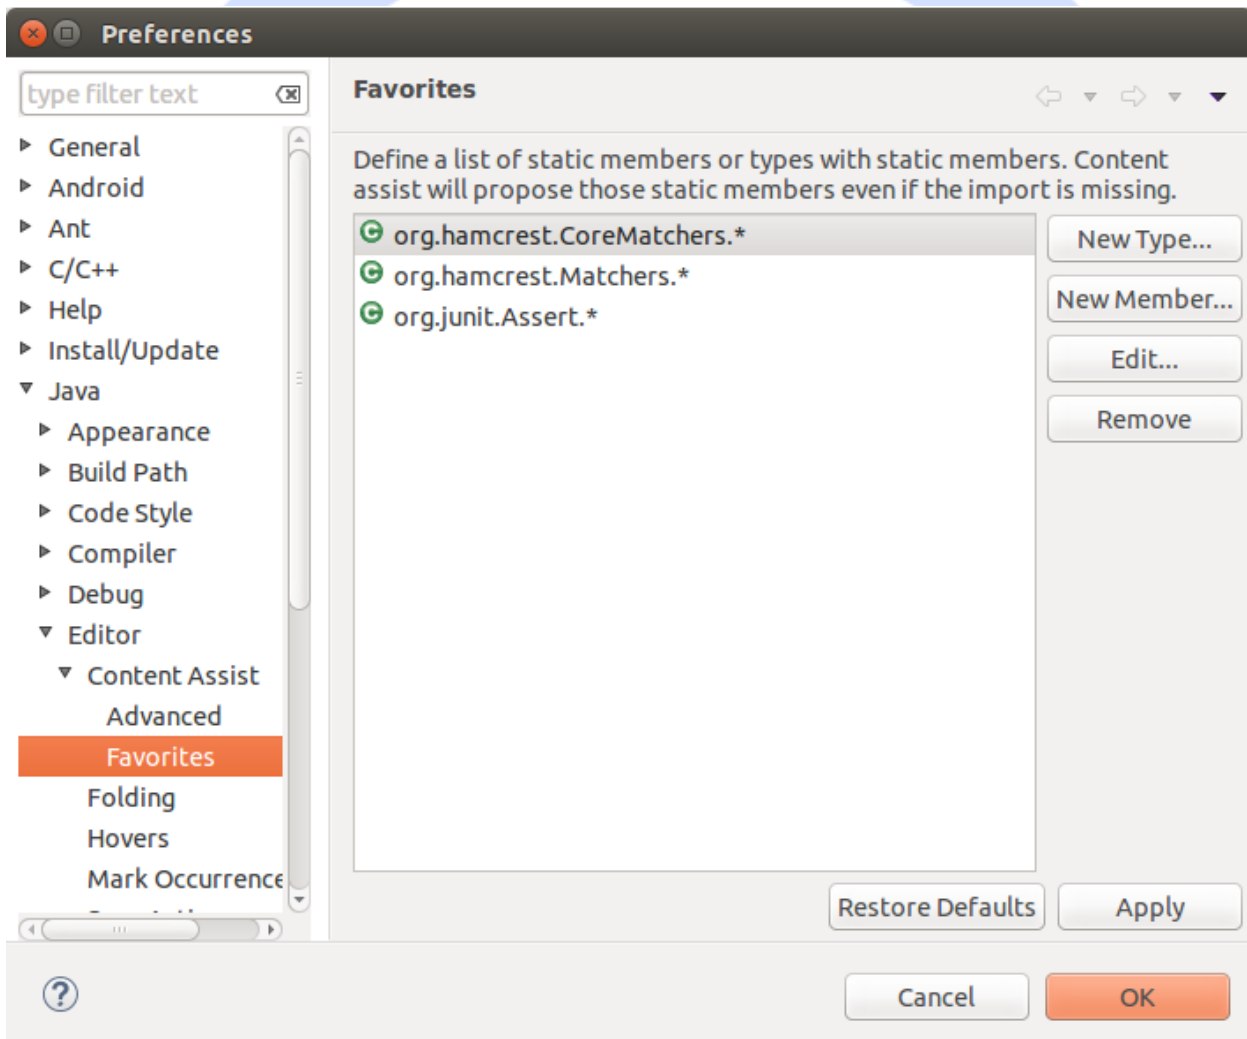 Preferences
type filter text
General
Android
Ant
C/C++
Help
Install/Update
Java
Appearance
Build Path
Code Style
Compiler
Debug
Editor
Content Assist
Advanced
Favorites
Folding
Hovers
Mark Occurrence
Favorites
Define a list of static members or types with static members. Content
assist will propose those static members even if the import is missing.
org.hamcrest.CoreMatchers.*
org.hamcrest.Matchers.*
org.junit.Assert.*
New Type...
New Member...
Edit...
Remove
Restore Defaults
Apply
Cancel
OK